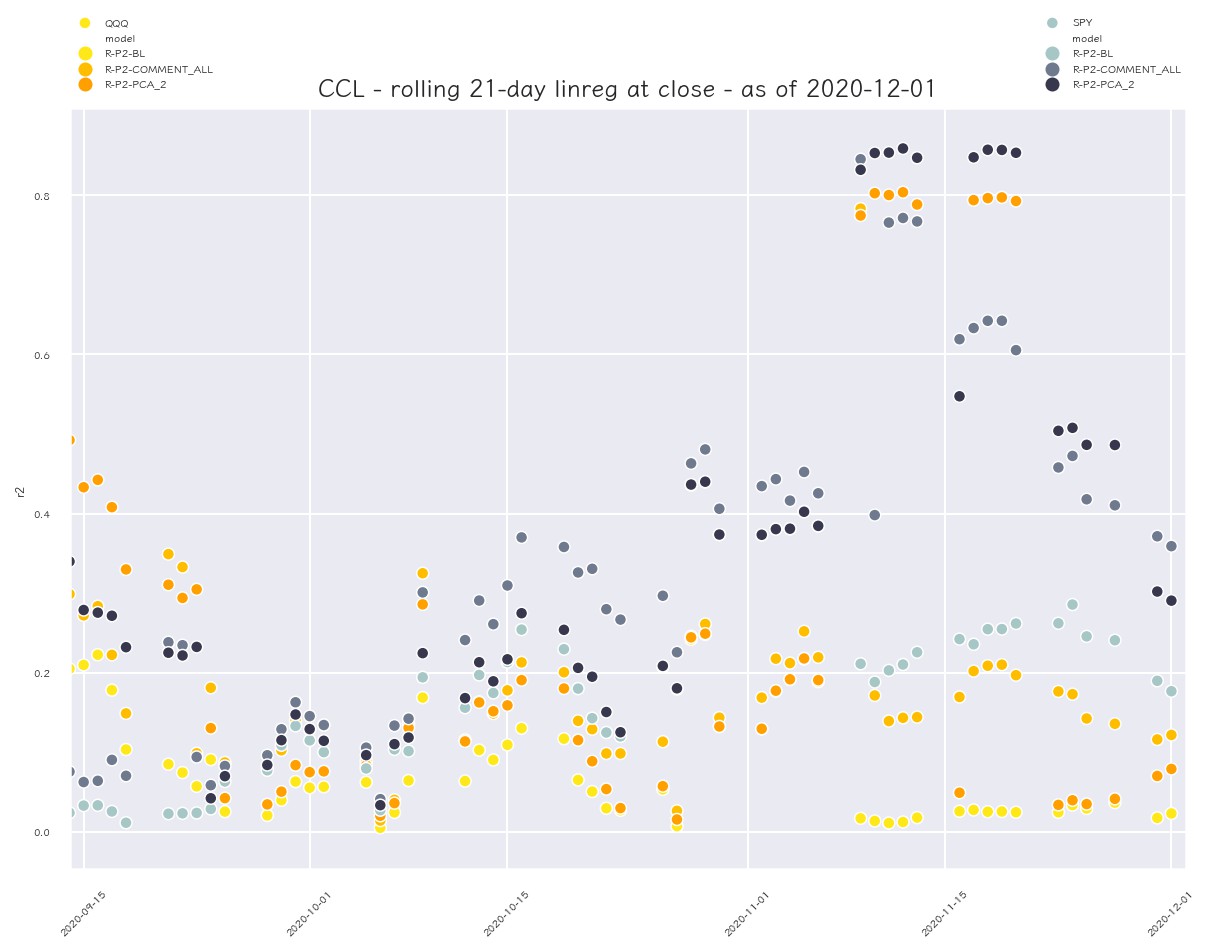 QQQ
model
R-P2-BL
R-P2-COMMENT_ALL
R-P2-PCA_2
SPY
model
R-P2-BL
R-P2-COMMENT_ALL
R-P2-PCA_2
CCL - rolling 21-day linreg at close - as of 2020-12-01
r2
0.8
0.6
0.4
0.2
0.0
2020-09-15
2020-10-01
2020-10-15
2020-11-01
2020-11-15
2020-12-01